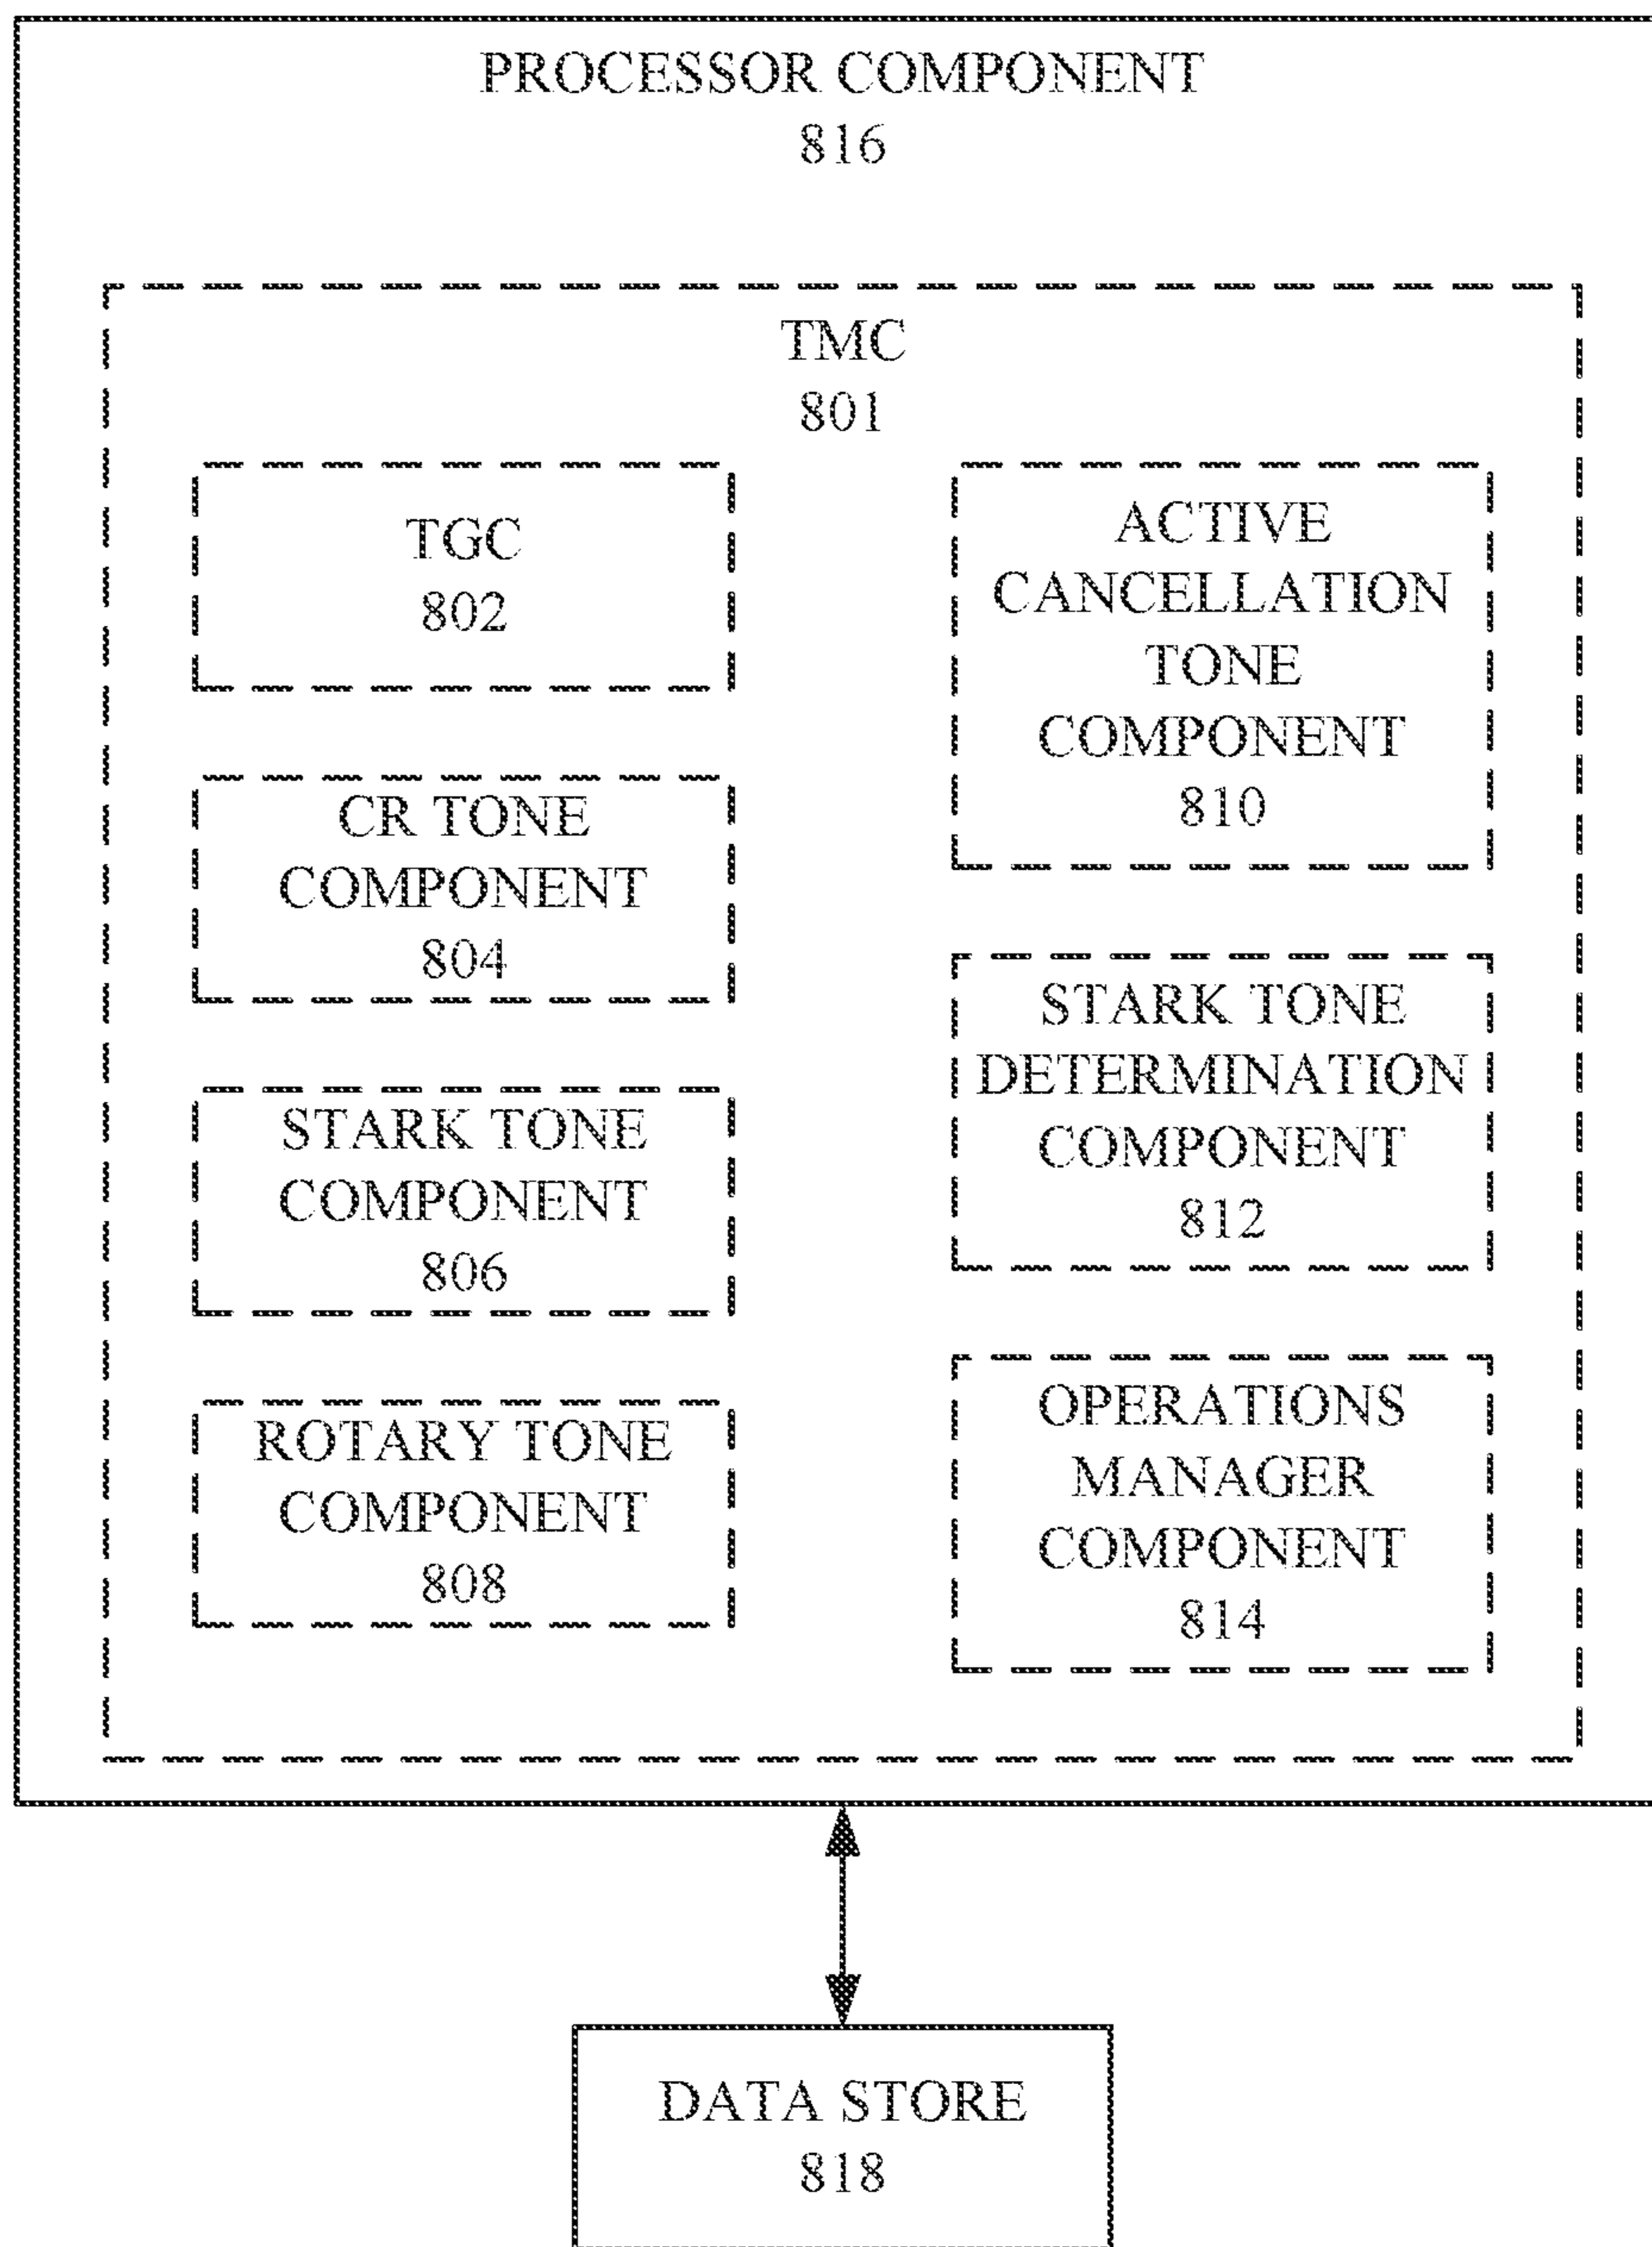 PROCESSOR COMPONENT
816
TMC
801
TGC
802
CR TONE
COMPONENT
804
STARK TONE
COMPONENT
806
ROTARY TONE
COMPONENT
808
ACTIVE
CANCELLATION
TONE
COMPONENT
810
STARK TONE
DETERMINATION
COMPONENT
812
OPERATIONS
MANAGER
COMPONENT
814
DATA STORE
818